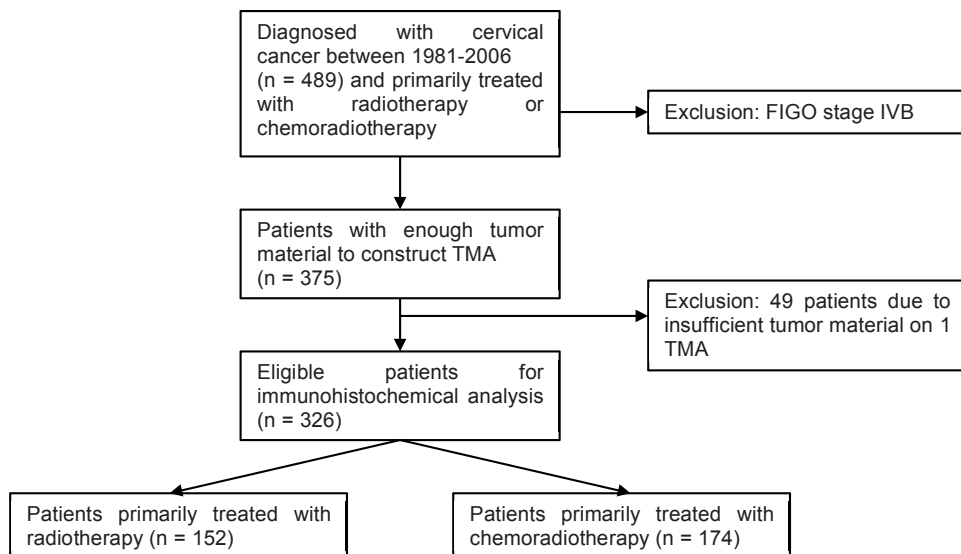 Diagnosed with cervical
cancer between 1981-2006
(n = 489) and primarily treated
with radiotherapy or
chemoradiotherapy
Exclusion: FIGO stage IVB
Patients with enough tumor
material to construct TMA
(n = 375)
Exclusion: 49 patients due to
insufficient tumor material on 1
TMA
Eligible patients for
immunohistochemical analysis
(n = 326)
Patients primarily treated with
radiotherapy (n = 152)
Patients primarily treated with
chemoradiotherapy (n = 174)